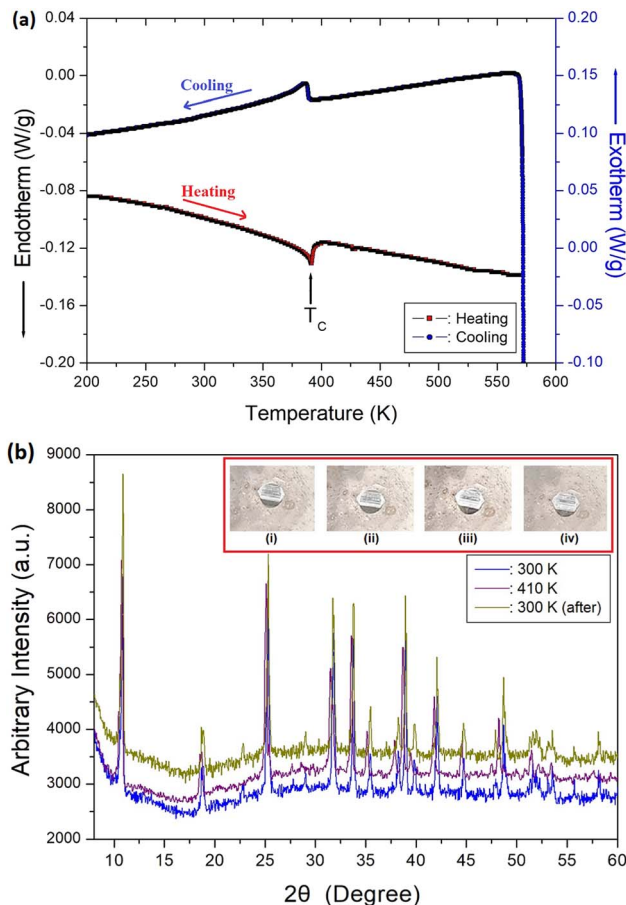 (a)
0.04
0.00
-0.04
-0.08
-0.12
-0.16
-0.20
Endotherm (W/g)
0.20
0.15
0.10
0.05
0.00
-0.05
-0.10
Exotherm (W/g)
Cooling
Heating
T_C
—: Heating
—: Cooling
200 250 300 350 400 450 500 550 600
Temperature (K)
(b)
9000
8000
7000
6000
5000
4000
3000
2000
Arbitrary Intensity (a.u.)
(i) (ii) (iii) (iv)
: 300 K
: 410 K
: 300 K (after)
10 15 20 25 30 35 40 45 50 55 60
2θ (Degree)